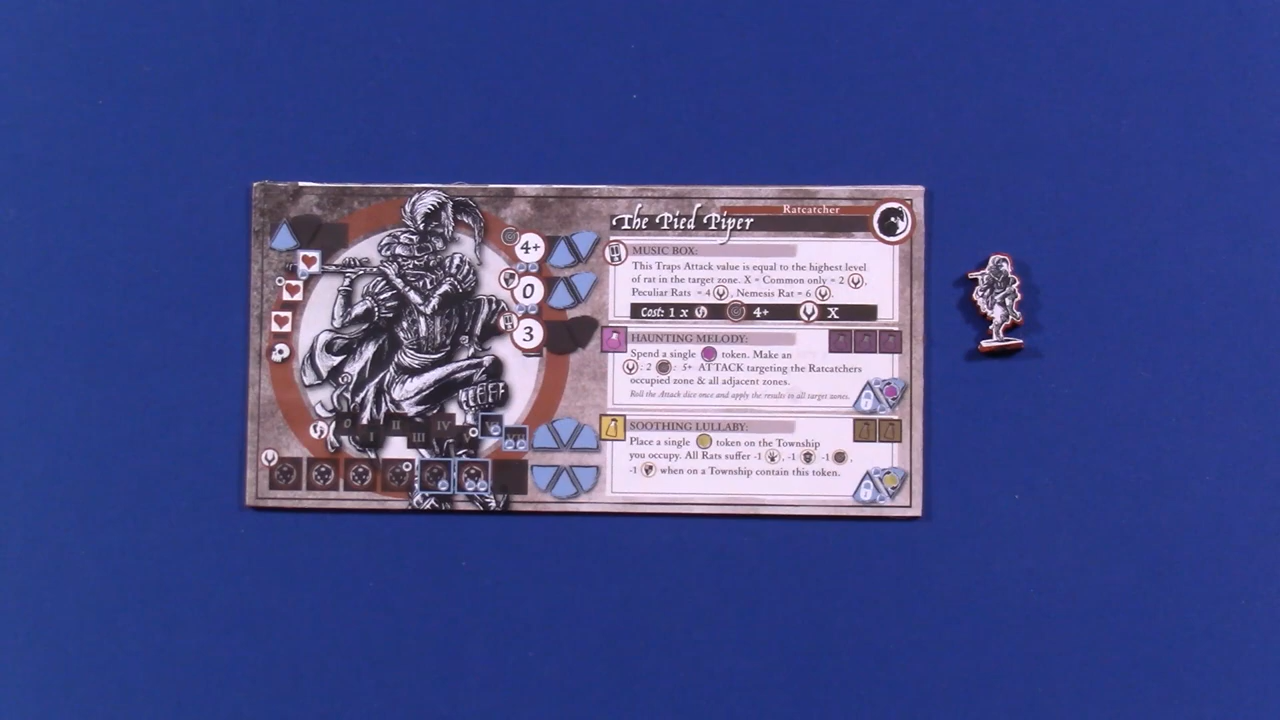 Ratcatcher
The Pied Piper
MUSIC BOX:
This Traps Attack value is equal to the highest level
of rat in the target zone. X = Common only = 2 ,
Peculiar Rats = 4 , Nemesis Rat = 6 .
Cost: 1 x 4+ X
HAUNTING MELODY:
Spend a single token. Make an
: 2 : 5+ ATTACK targeting the Ratcatchers
occupied zone & all adjacent zones.
Roll the Attack dice once and apply the results to all target zones.
SOOTHING LULLABY:
Place a single token on the Township
you occupy. All Rats suffer -1 , -1 -1 ,
-1 when on a Township contain this token.
4+
0
3
0 I II III IV